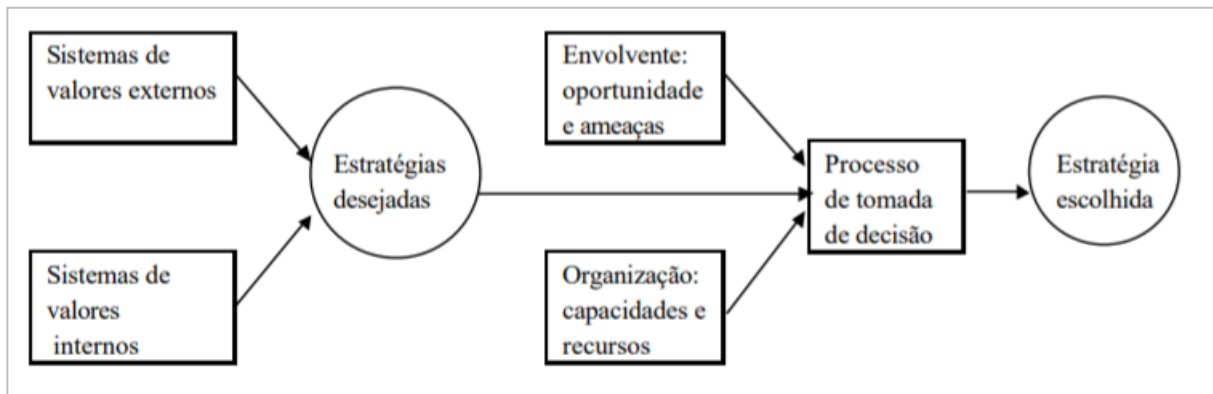 Sistemas de
valores externos
Sistemas de
valores
internos
Estratégias
desejadas
Envolvente:
oportunidade
e ameaças
Organização:
capacidades e
recursos
Processo
de tomada
de decisão
Estratégia
escolhida